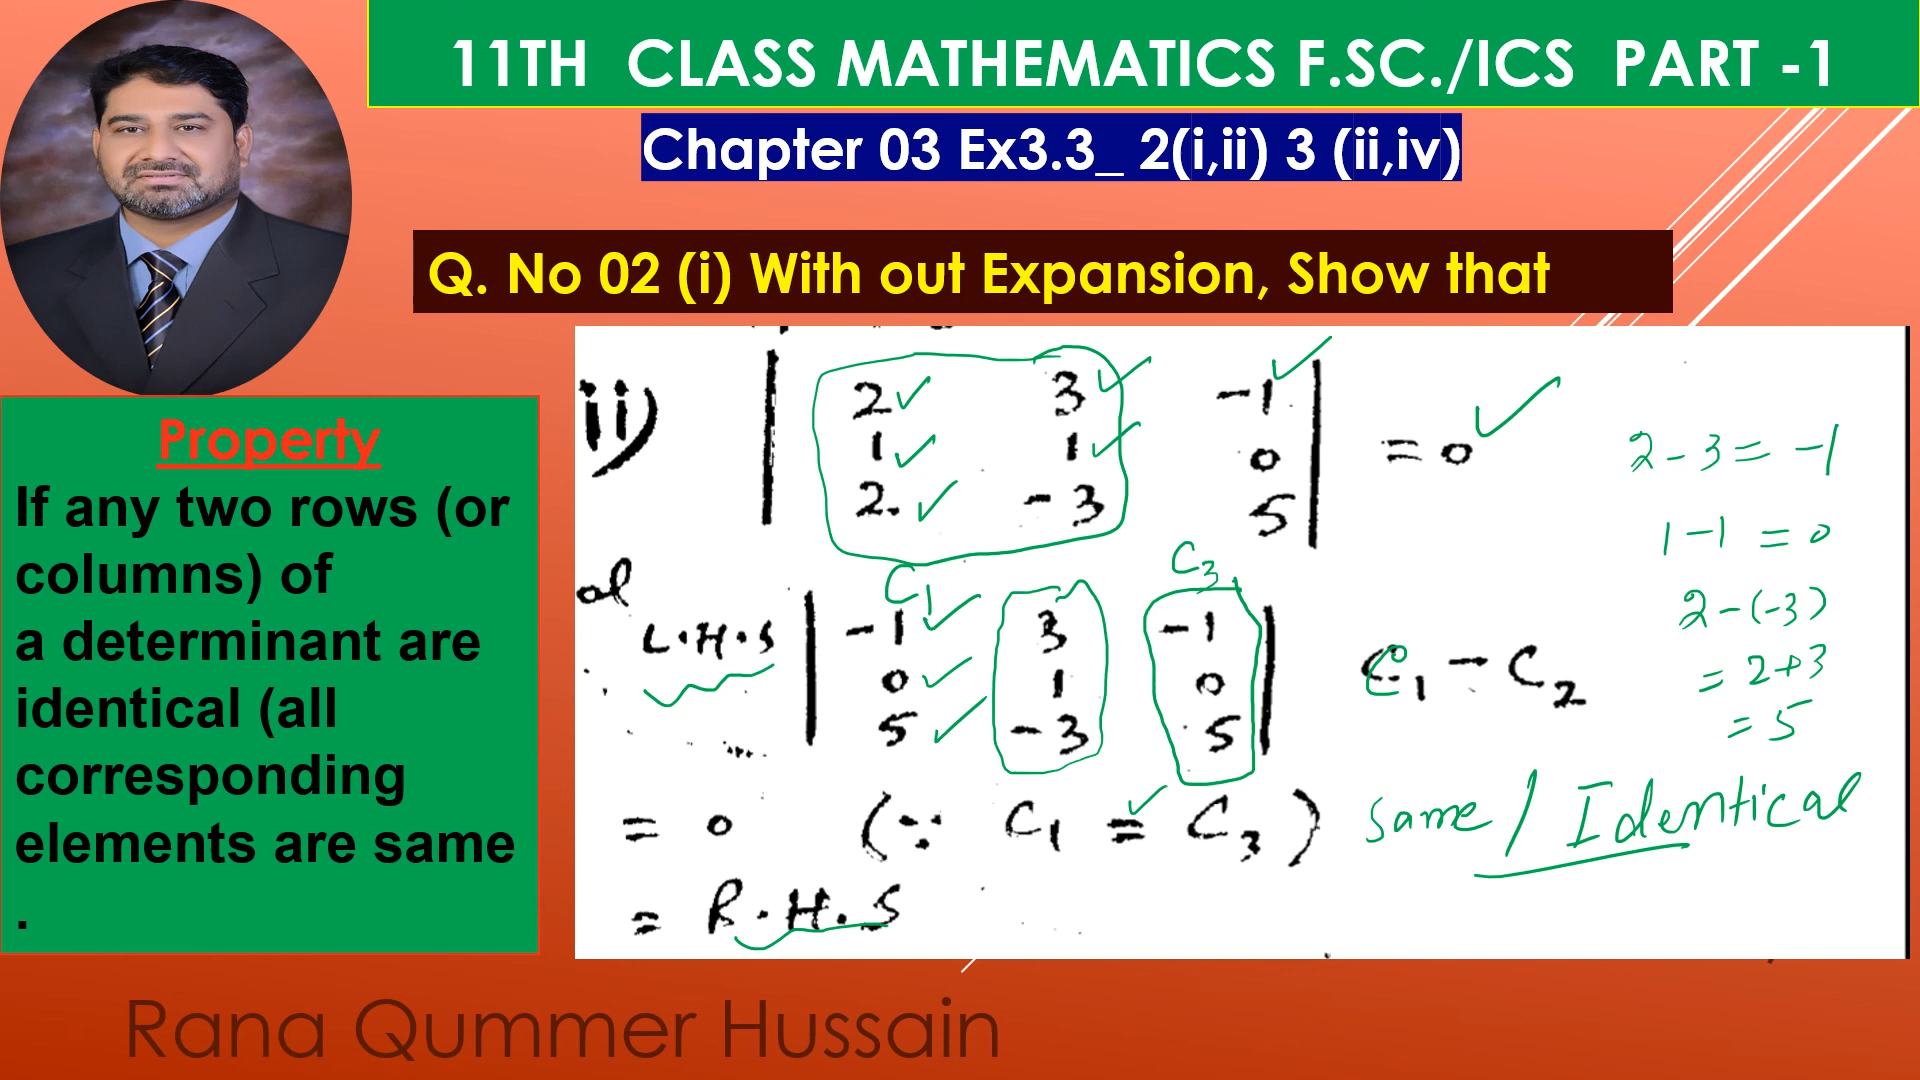 11TH CLASS MATHEMATICS F.SC./ICS PART -1
Chapter 03 Ex3.3_ 2(i,ii) 3 (ii,iv)
Q. No 02 (i) With out Expansion, Show that
Property
If any two rows (or
columns) of
a determinant are
identical (all
corresponding
elements are same
.
ii)
2 3 -1
1 1 0 = 0
2. -3 5
2 - 3 = -1
1 - 1 = 0
2 - (-3)
= 2 + 3
= 5
ol
C1 C3
L.H.S
-1 3 -1
0 1 0 C1 - C2
5 -3 5
= 0 (∵ C1 = C3) Same / Identical
= R.H.S
Rana Qummer Hussain